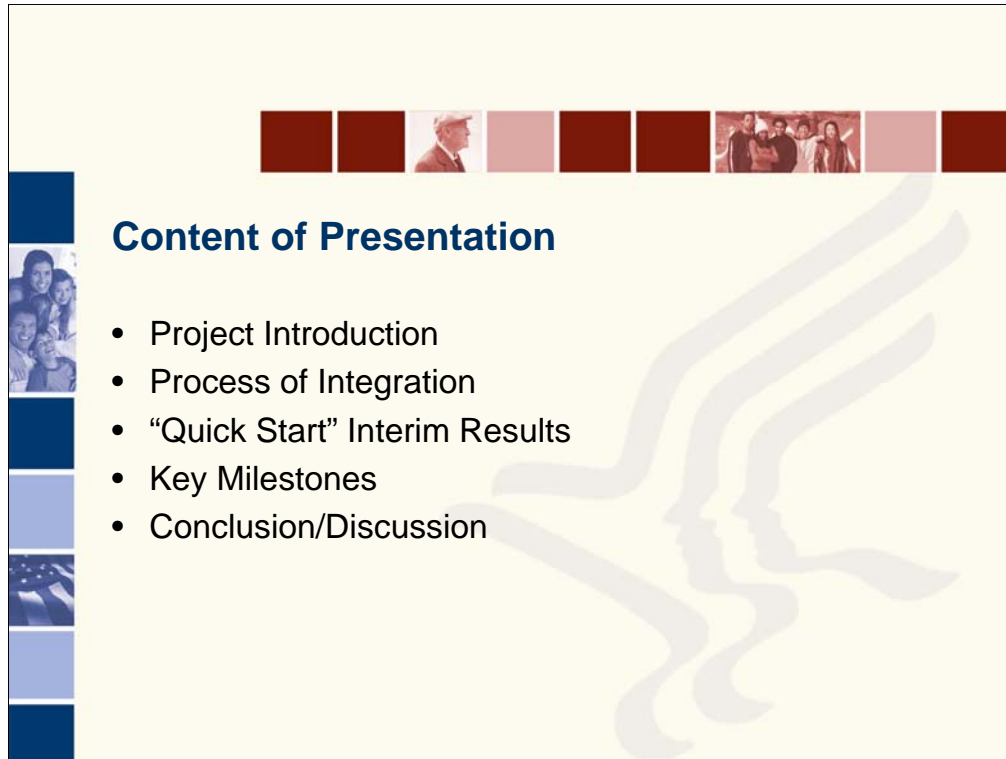 Content of Presentation
• Project Introduction
• Process of Integration
• “Quick Start” Interim Results
• Key Milestones
• Conclusion/Discussion